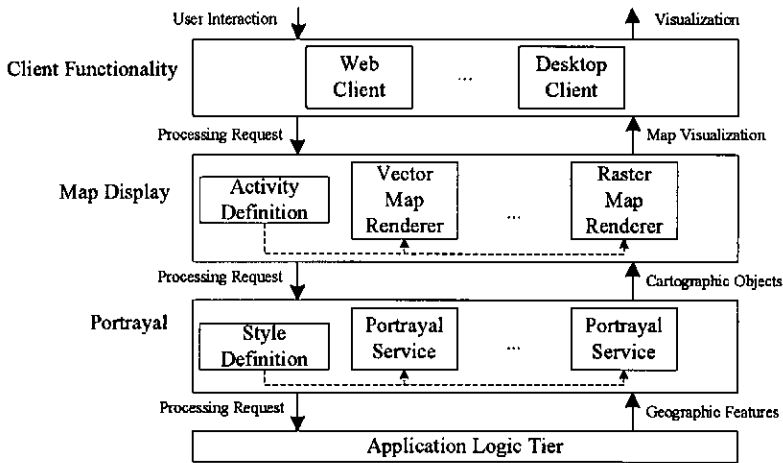 User Interaction
Visualization
Client Functionality
Web
Client
...
Desktop
Client
Processing Request
Map Visualization
Map Display
Activity
Definition
Vector
Map
Renderer
...
Raster
Map
Renderer
Processing Request
Cartographic Objects
Portrayal
Style
Definition
Portrayal
Service
...
Portrayal
Service
Processing Request
Geographic Features
Application Logic Tier